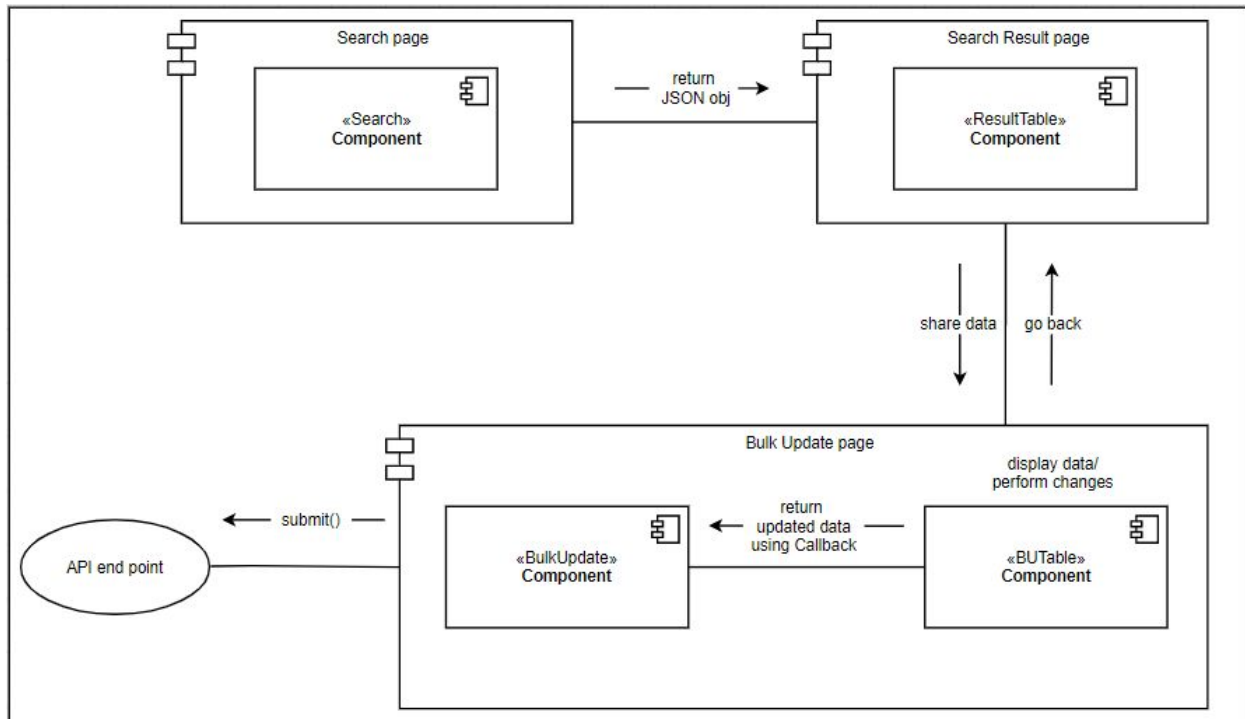 Search page
«Search»
Component
return
JSON obj
Search Result page
«ResultTable»
Component
share data
go back
Bulk Update page
display data/
perform changes
return
updated data
using Callback
«BulkUpdate»
Component
«BUTable»
Component
submit()
API end point